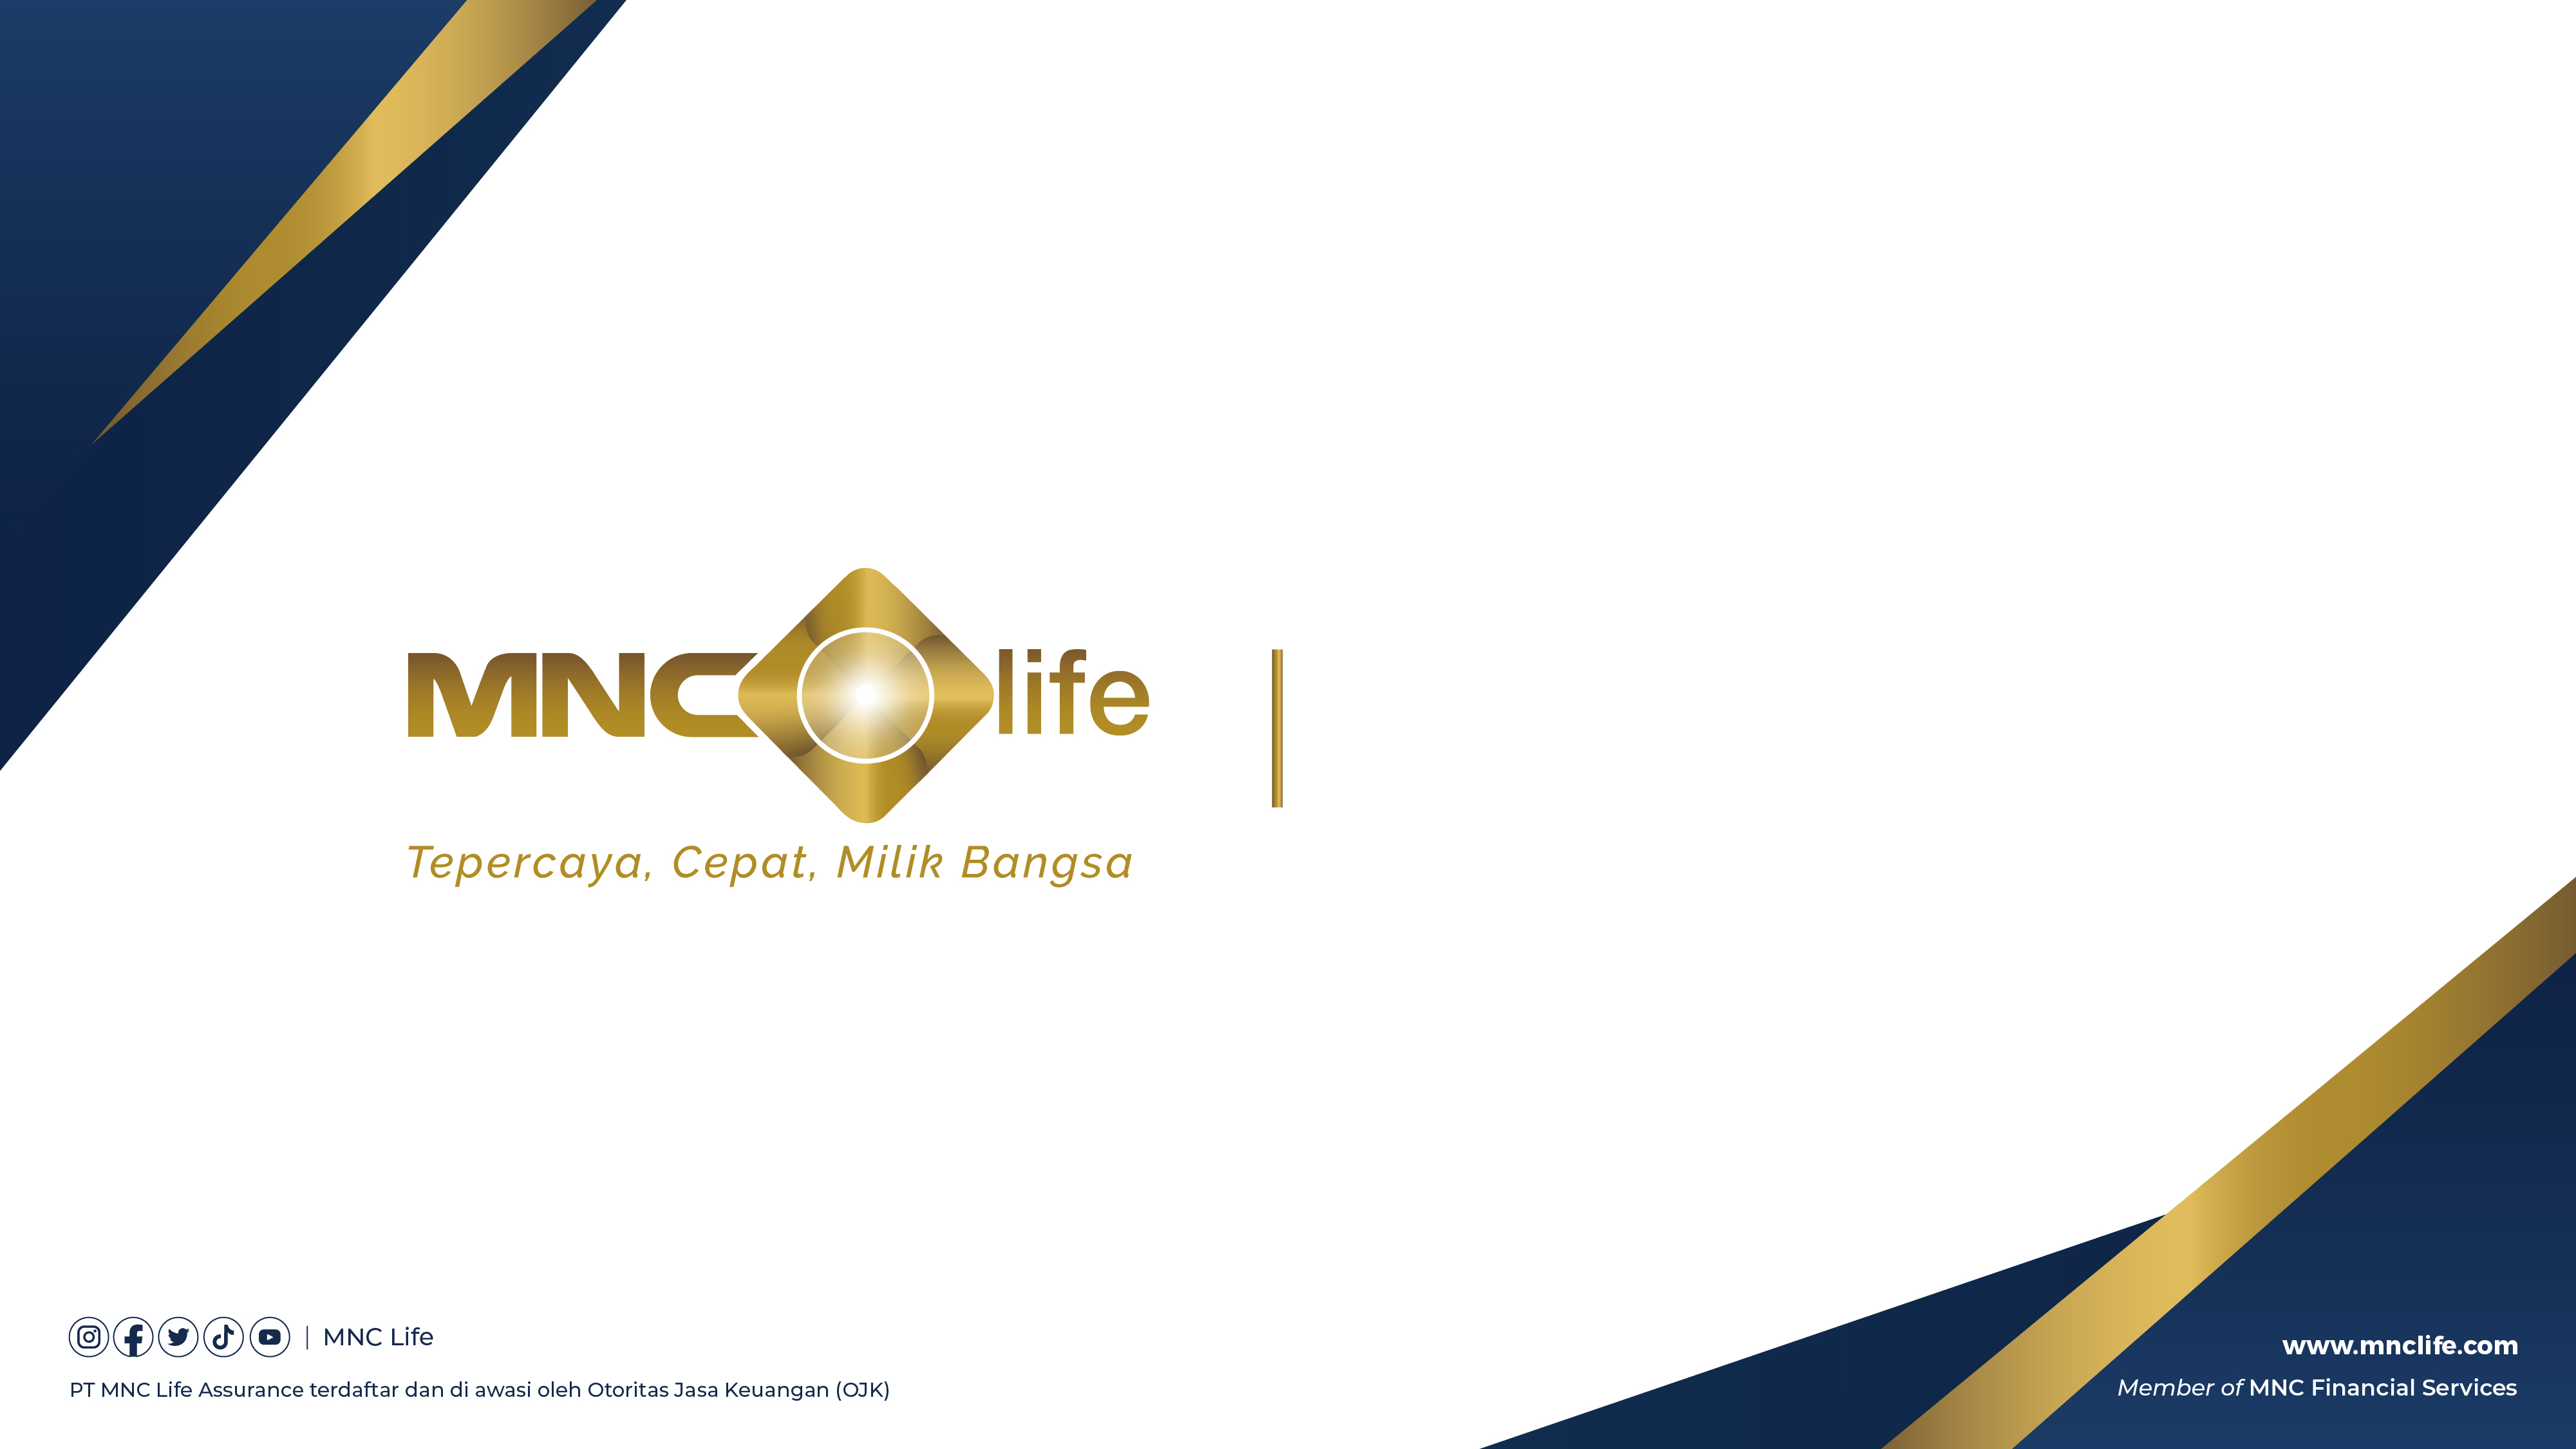 MNC life
Tepercaya, Cepat, Milik Bangsa
MNC Life
PT MNC Life Assurance terdaftar dan di awasi oleh Otoritas Jasa Keuangan (OJK)
www.mnclife.com
Member of MNC Financial Services